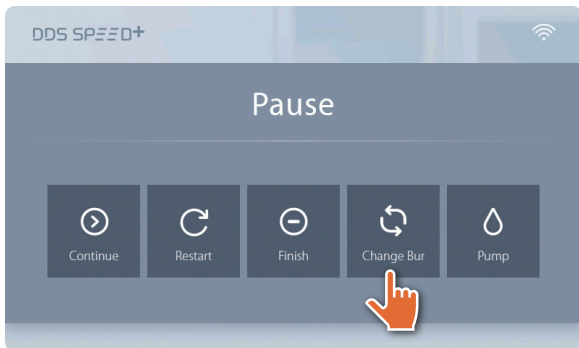 DDS SPEED+
Pause
Continue Restart Finish Change Bur Pump